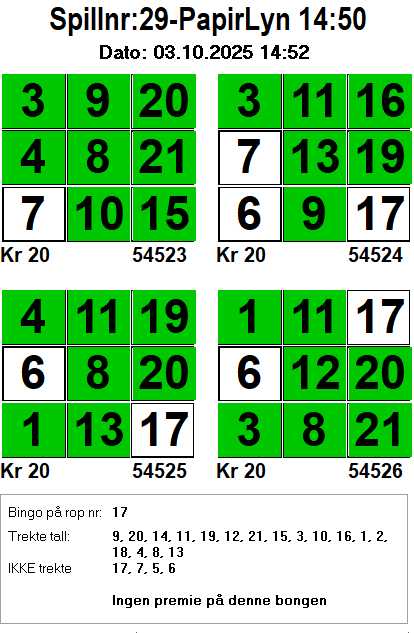 Spillnr:29-PapirLyn 14:50
Dato: 03.10.2025 14:52
3 9 20 3 11 16
4 8 21 7 13 19
7 10 15 6 9 17
Kr 20 54523 Kr 20 54524
4 11 19 1 11 17
6 8 20 6 12 20
1 13 17 3 8 21
Kr 20 54525 Kr 20 54526
Bingo på rop nr: 17
Trekte tall: 9, 20, 14, 11, 19, 12, 21, 15, 3, 10, 16, 1, 2,
18, 4, 8, 13
IKKE trekte 17, 7, 5, 6
Ingen premie på denne bongen